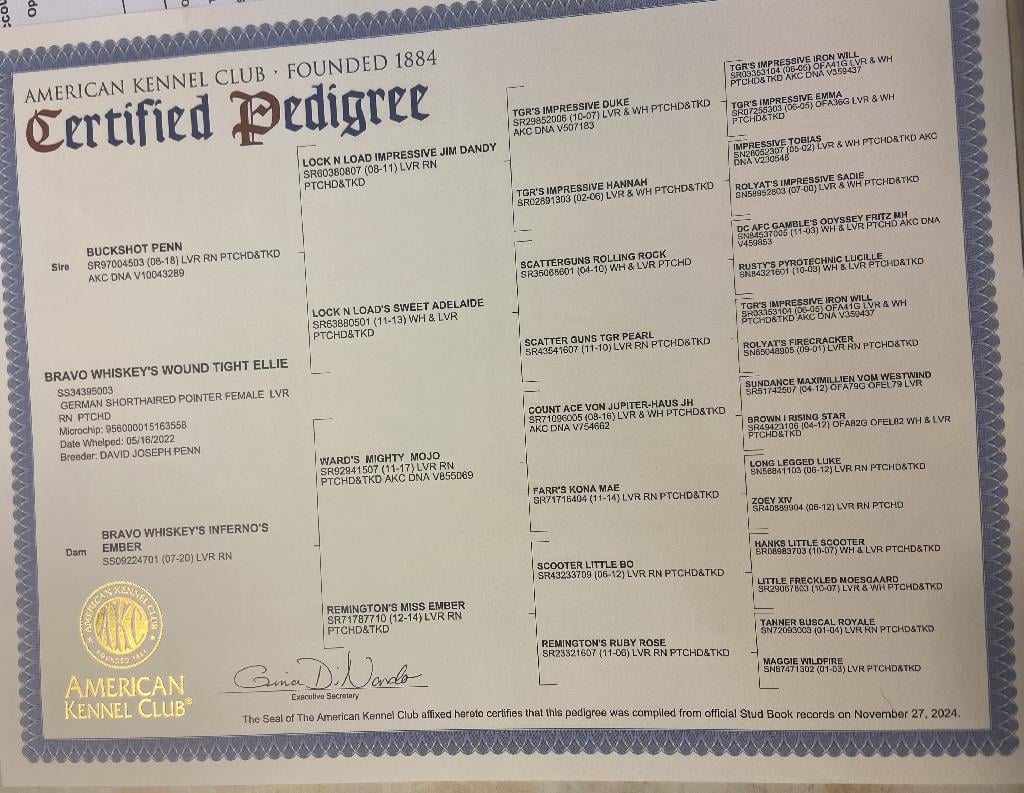 AMERICAN KENNEL CLUB · FOUNDED 1884
Certified Pedigree
Sire
BUCKSHOT PENN
SR97004503 (08-18) LVR RN PTCHD&TKD
AKC DNA V10043289
BRAVO WHISKEY'S WOUND TIGHT ELLIE
SS34395003
GERMAN SHORTHAIRED POINTER FEMALE LVR
RN PTCHD
Microchip: 956000015163558
Date Whelped: 05/16/2022
Breeder: DAVID JOSEPH PENN
Dam
BRAVO WHISKEY'S INFERNO'S
EMBER
SS09224701 (07-20) LVR RN
LOCK N LOAD IMPRESSIVE JIM DANDY
SR60380807 (08-11) LVR RN
PTCHD&TKD
LOCK N LOAD'S SWEET ADELAIDE
SR63880501 (11-13) WH & LVR
PTCHD&TKD
WARD'S MIGHTY MOJO
SR92941507 (11-17) LVR RN
PTCHD&TKD AKC DNA V855069
REMINGTON'S MISS EMBER
SR71787710 (12-14) LVR RN
PTCHD&TKD
TGR'S IMPRESSIVE DUKE
SR29852006 (10-07) LVR & WH PTCHD&TKD
AKC DNA V507183
TGR'S IMPRESSIVE HANNAH
SR02891303 (02-06) LVR & WH PTCHD&TKD
SCATTERGUNS ROLLING ROCK
SR35068601 (04-10) WH & LVR PTCHD
SCATTER GUNS TGR PEARL
SR43541607 (11-10) LVR RN PTCHD&TKD
COUNT ACE VON JUPITER-HAUS JH
SR71096005 (08-16) LVR & WH PTCHD&TKD
AKC DNA V754662
FARR'S KONA MAE
SR71716404 (11-14) LVR RN PTCHD&TKD
SCOOTER LITTLE BO
SR43233709 (06-12) LVR RN PTCHD&TKD
REMINGTON'S RUBY ROSE
SR23321607 (11-06) LVR RN PTCHD&TKD
TGR'S IMPRESSIVE IRON WILL
SR03353104 (06-05) OFA41G LVR & WH
PTCHD&TKD AKC DNA V359437
TGR'S IMPRESSIVE EMMA
SR07255303 (06-05) OFA36G LVR & WH
PTCHD&TKD
IMPRESSIVE TOBIAS
SN28052307 (05-02) LVR & WH PTCHD&TKD AKC
DNA V230548
ROLYAT'S IMPRESSIVE SADIE
SN58952803 (07-00) LVR & WH PTCHD&TKD
DC AFC GAMBLE'S ODYSSEY FRITZ MH
SN84537005 (11-03) WH & LVR PTCHD AKC DNA
V459853
RUSTY'S PYROTECHNIC LUCILLE
SN84321601 (10-03) WH & LVR PTCHD&TKD
TGR'S IMPRESSIVE IRON WILL
SR03353104 (06-05) OFA41G LVR & WH
PTCHD&TKD AKC DNA V359437
ROLYAT'S FIRECRACKER
SN65048905 (09-01) LVR RN PTCHD&TKD
SUNDANCE MAXIMILLIEN VOM WESTWIND
SR51742507 (04-12) OFA79G OFEL79 LVR
BROWN I RISING STAR
SR49423106 (04-12) OFA82G OFEL82 WH & LVR
PTCHD&TKD
LONG LEGGED LUKE
SN56841103 (06-12) LVR RN PTCHD&TKD
ZOEY XIV
SR40889904 (06-12) LVR RN PTCHD
HANKS LITTLE SCOOTER
SR08983703 (10-07) WH & LVR PTCHD&TKD
LITTLE FRECKLED MOESGAARD
SR29067803 (10-07) LVR & WH PTCHD&TKD
TANNER BUSCAL ROYALE
SN72093003 (01-04) LVR RN PTCHD&TKD
MAGGIE WILDFIRE
SN87471302 (01-03) LVR PTCHD&TKD
AMERICAN KENNEL CLUB
AKC
FOUNDED 1884
AMERICAN
KENNEL CLUB®
Gina DiNardo
Executive Secretary
The Seal of The American Kennel Club affixed hereto certifies that this pedigree was compiled from official Stud Book records on November 27, 2024.